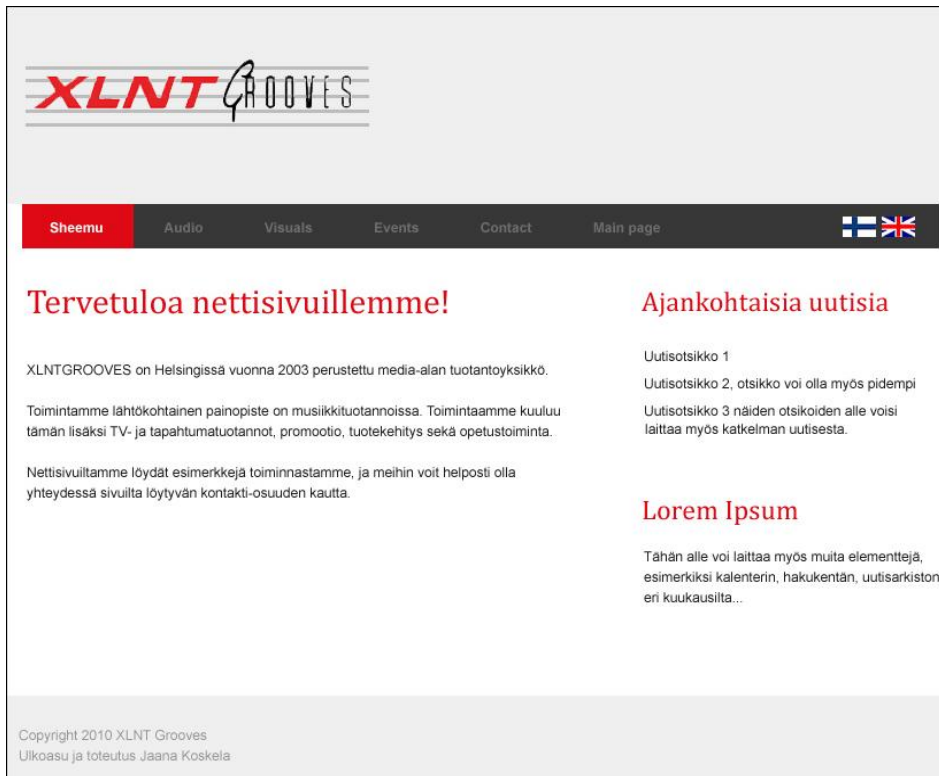 XLNT GROOVES
Sheemu Audio Visuals Events Contact Main page
Tervetuloa nettisivuillemme!
XLNTGROOVES on Helsingissä vuonna 2003 perustettu media-alan tuotantoyksikkö.
Toimintamme lähtökohtainen painopiste on musiikkituotannoissa. Toimintaamme kuuluu
tämän lisäksi TV- ja tapahtumatuotannot, promootio, tuotekehitys sekä opetustoiminta.
Nettisivuiltamme löydät esimerkkejä toiminnastamme, ja meihin voit helposti olla
yhteydessä sivuilta löytyvän kontakti-osuuden kautta.
Ajankohtaisia uutisia
Uutisotsikko 1
Uutisotsikko 2, otsikko voi olla myös pidempi
Uutisotsikko 3 näiden otsikoiden alle voisi
laittaa myös katkelman uutisesta.
Lorem Ipsum
Tähän alle voi laittaa myös muita elementtejä,
esimerkiksi kalenterin, hakukentän, uutisarkiston
eri kuukausilta...
Copyright 2010 XLNT Grooves
Ulkoasu ja toteutus Jaana Koskela